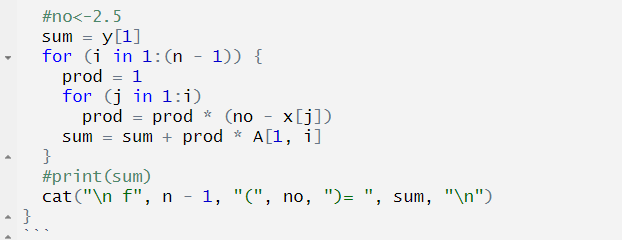 #no<-2.5
sum = y[1]
for (i in 1:(n - 1)) {
prod = 1
for (j in 1:i)
prod = prod * (no - x[j])
sum = sum + prod * A[1, i]
}
#print(sum)
cat("\n f", n - 1, "(", no, ")= ", sum, "\n")
}
```